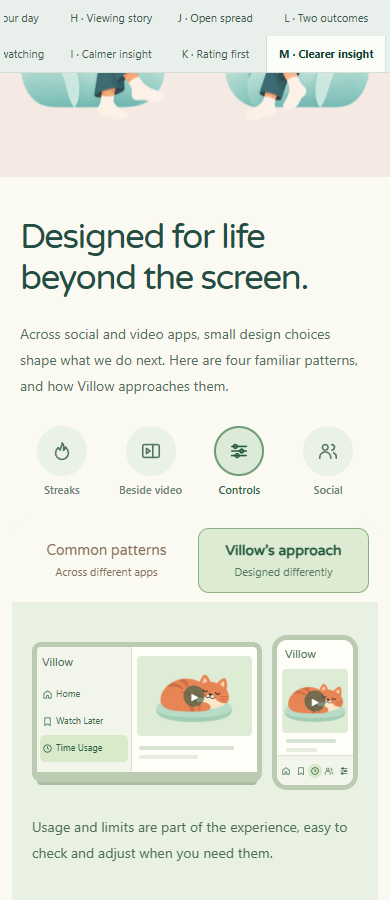 our day
H · Viewing story
J · Open spread
L · Two outcomes
watching
I · Calmer insight
K · Rating first
M · Clearer insight
Designed for life
beyond the screen.
Across social and video apps, small design choices
shape what we do next. Here are four familiar patterns,
and how Villow approaches them.
Streaks
Beside video
Controls
Social
Common patterns
Across different apps
Villow's approach
Designed differently
Villow
Home
Watch Later
Time Usage
Villow
Usage and limits are part of the experience, easy to
check and adjust when you need them.